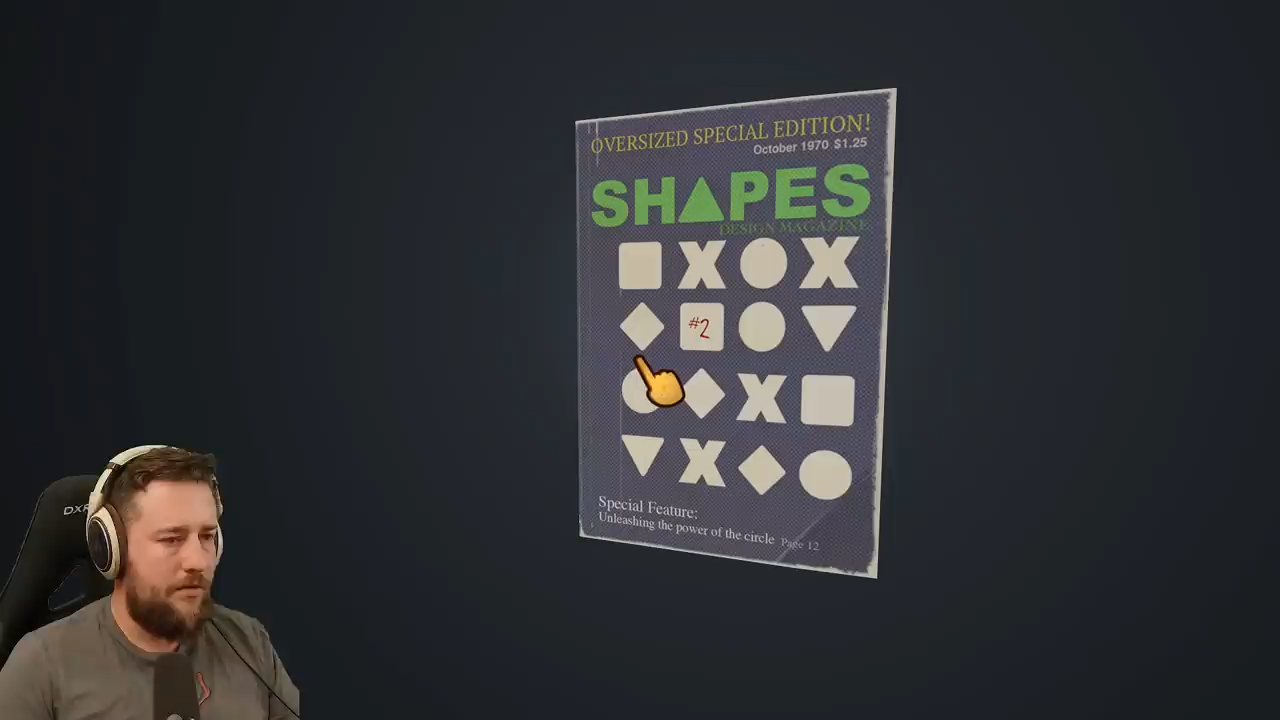 OVERSIZED SPECIAL EDITION!
October 1970 $1.25
SHAPES
DESIGN MAGAZINE
#2
Special Feature:
Unleashing the power of the circle Page 12